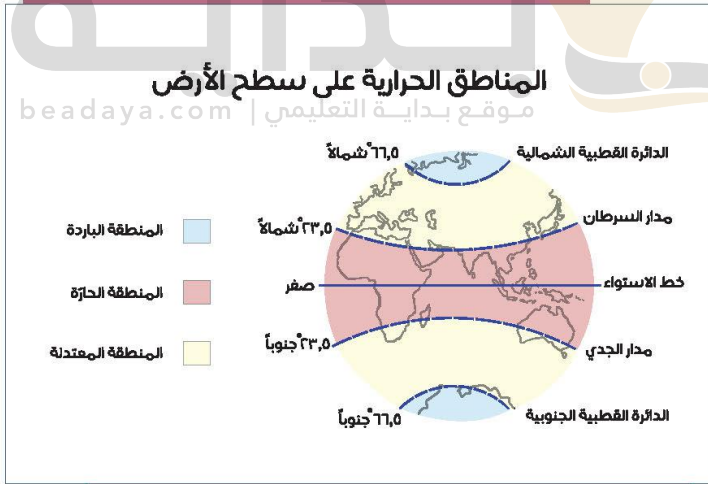 بداية
المناطق الحرارية على سطح الأرض
موقع بداية التعليمي | beadaya.com
الدائرة القطبية الشمالية
٦٦,٥° شمالاً
مدار السرطان
٢٣,٥° شمالاً
خط الاستواء
صفر
مدار الجدي
٢٣,٥° جنوباً
الدائرة القطبية الجنوبية
٦٦,٥° جنوباً
المنطقة الباردة
المنطقة الحارّة
المنطقة المعتدلة